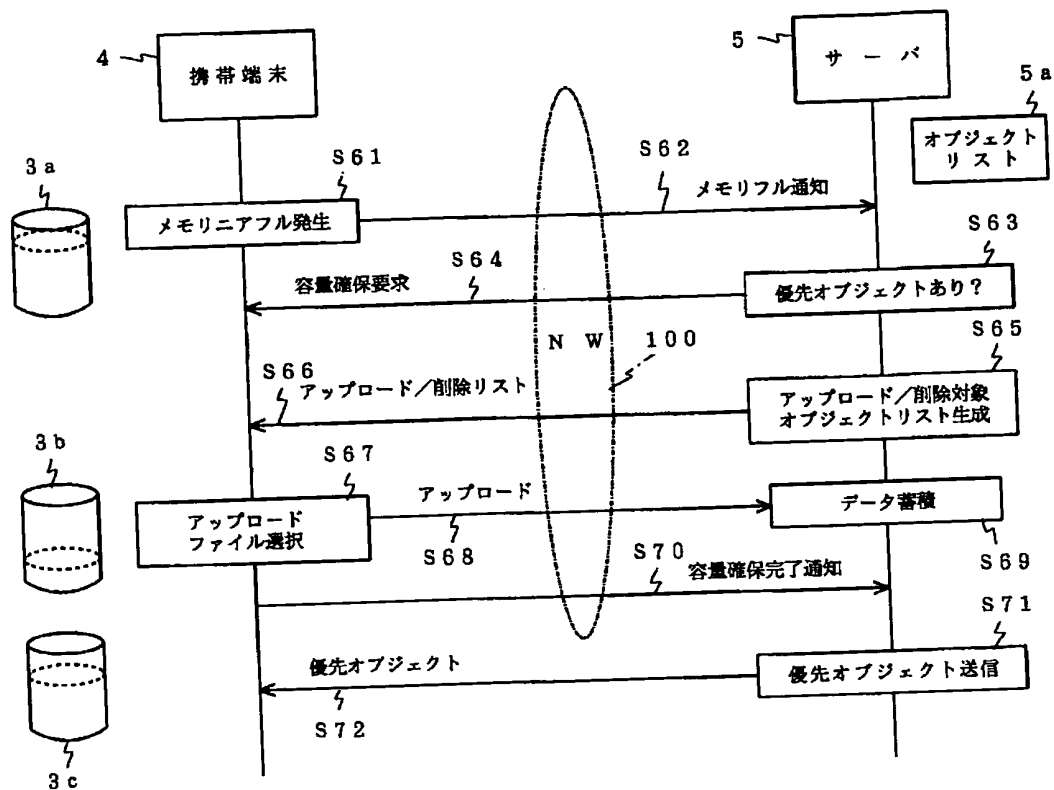 4
携帯端末
5
サーバ
5a
オブジェクト
リスト
3a
S61
メモリニアフル発生
S62
メモリフル通知
S63
優先オブジェクトあり？
S64
容量確保要求
NW
100
S65
アップロード／削除対象
オブジェクトリスト生成
S66
アップロード／削除リスト
3b
S67
アップロード
ファイル選択
アップロード
S68
データ蓄積
S69
S70
容量確保完了通知
S71
優先オブジェクト送信
優先オブジェクト
S72
3c